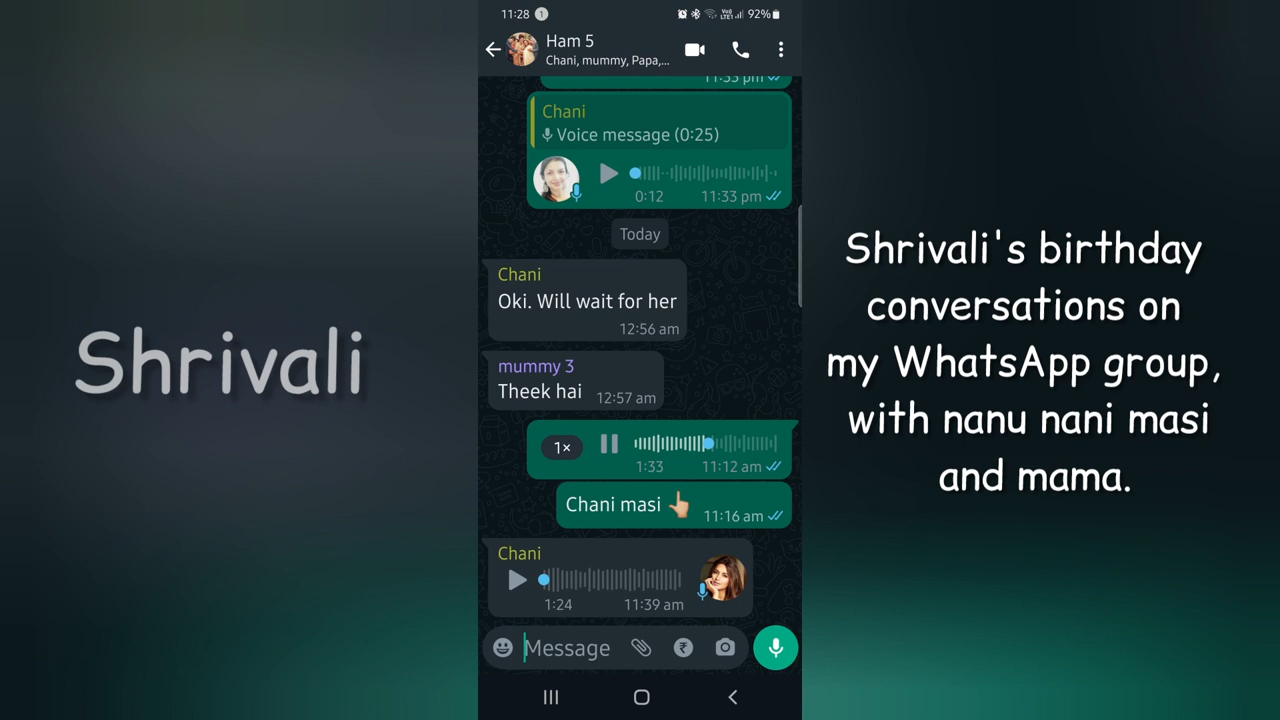 11:28 1 92%
Ham 5
Chani, mummy, Papa,...
11:33 pm
Chani
Voice message (0:25)
0:12 11:33 pm
Today
Chani
Oki. Will wait for her
12:56 am
mummy 3
Theek hai 12:57 am
1×
1:33 11:12 am
Chani masi 👆🏼
11:16 am
Chani
1:24 11:39 am
Message
Shrivali
Shrivali's birthday
conversations on
my WhatsApp group,
with nanu nani masi
and mama.